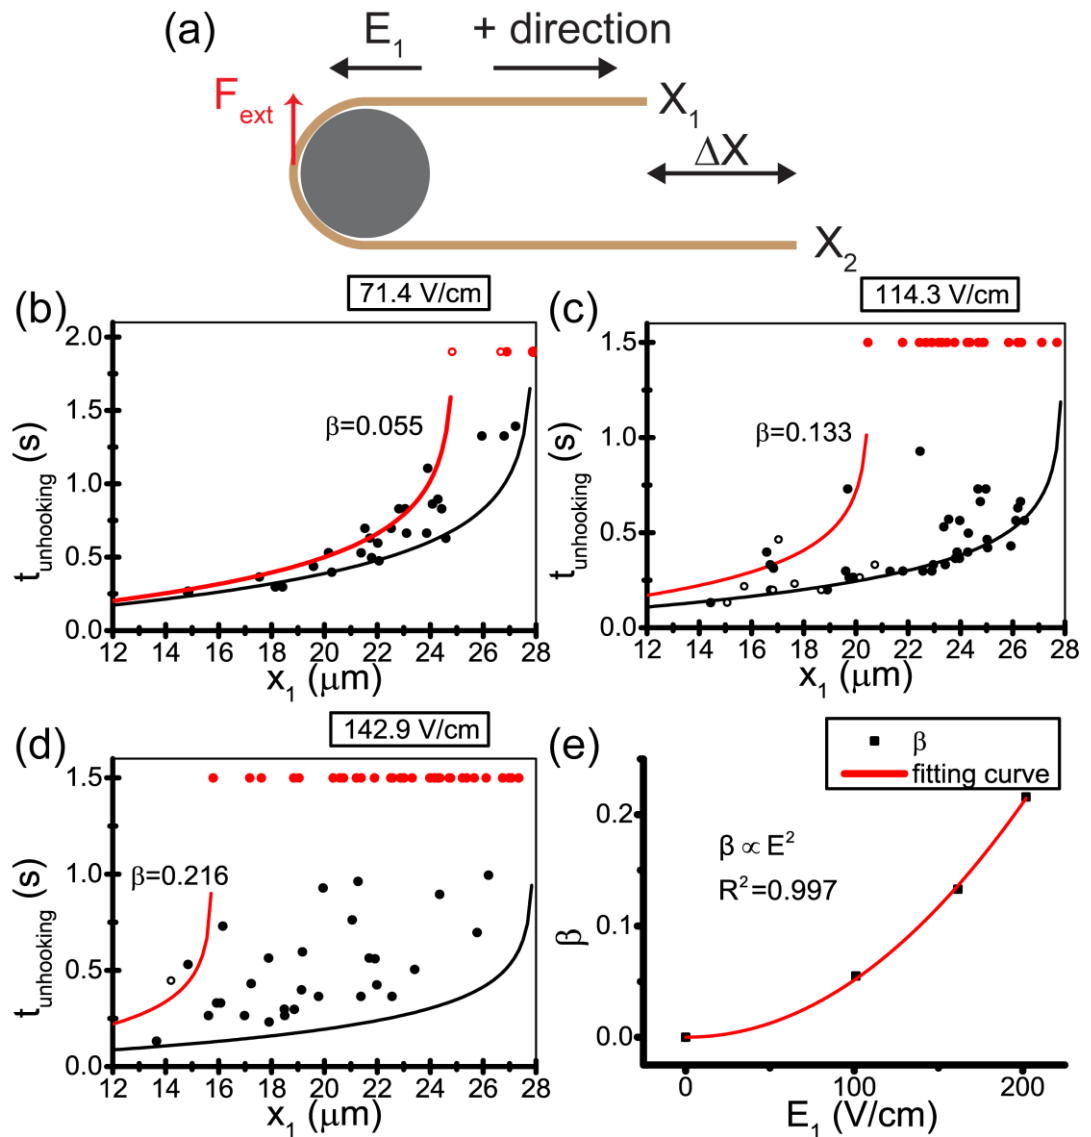 (a)
E1
+ direction
Fext
X1
ΔX
X2
(b)
71.4 V/cm
2.0
1.5
1.0
0.5
0.0
tunhooking (s)
β=0.055
12 14 16 18 20 22 24 26 28
x1 (μm)
(c)
114.3 V/cm
1.5
1.0
0.5
0.0
tunhooking (s)
β=0.133
12 14 16 18 20 22 24 26 28
x1 (μm)
(d)
142.9 V/cm
1.5
1.0
0.5
0.0
tunhooking (s)
β=0.216
12 14 16 18 20 22 24 26 28
x1 (μm)
(e)
β
fitting curve
0.2
0.1
0.0
β
β ∝ E²
R²=0.997
0 100 200
E1 (V/cm)